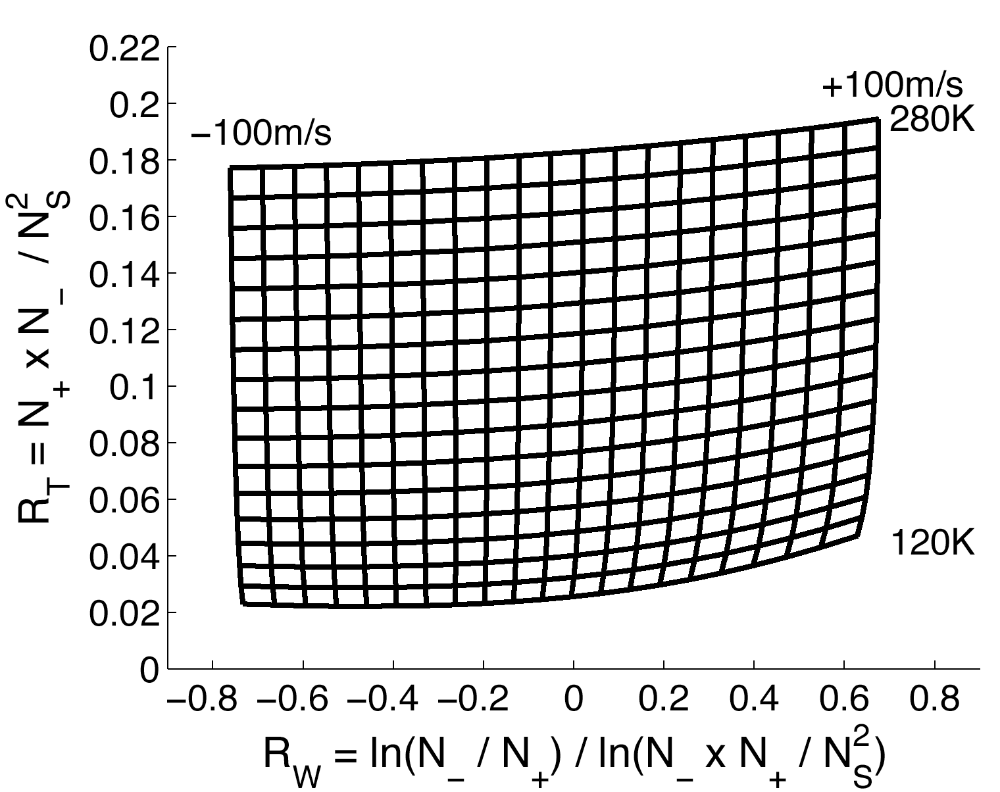 0.22
0.2
0.18
0.16
0.14
0.12
0.1
0.08
0.06
0.04
0.02
0
R_T = N_+ x N_− / N_S^2
−100m/s
+100m/s
280K
120K
−0.8 −0.6 −0.4 −0.2 0 0.2 0.4 0.6 0.8
R_W = ln(N_− / N_+) / ln(N_− x N_+ / N_S^2)